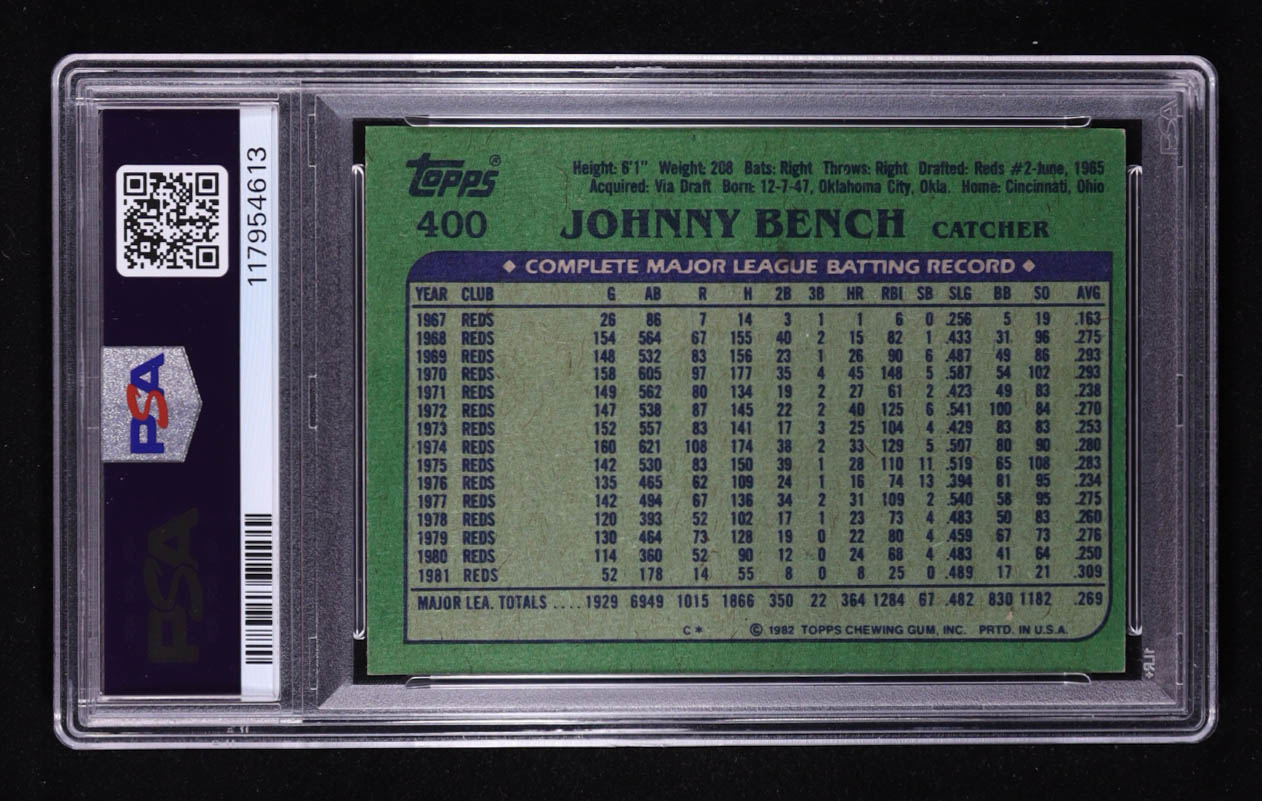 117954613
PSA
PSA
PSA
Topps®
Height: 6'1" Weight: 208 Bats: Right Throws: Right Drafted: Reds #2-June, 1965
Acquired: Via Draft Born: 12-7-47, Oklahoma City, Okla. Home: Cincinnati, Ohio
400 JOHNNY BENCH CATCHER
◆ COMPLETE MAJOR LEAGUE BATTING RECORD ◆
YEAR CLUB G AB R H 2B 3B HR RBI SB SLG BB SO AVG
1967 REDS 26 86 7 14 3 1 1 6 0 .256 5 19 .163
1968 REDS 154 564 67 155 40 2 15 82 1 .433 31 96 .275
1969 REDS 148 532 83 156 23 1 26 90 6 .487 49 86 .293
1970 REDS 158 605 97 177 35 4 45 148 5 .587 54 102 .293
1971 REDS 149 562 80 134 19 2 27 61 2 .423 49 83 .238
1972 REDS 147 538 87 145 22 2 40 125 6 .541 100 84 .270
1973 REDS 152 557 83 141 17 3 25 104 4 .429 83 83 .253
1974 REDS 160 621 108 174 38 2 33 129 5 .507 80 90 .280
1975 REDS 142 530 83 150 39 1 28 110 11 .519 65 108 .283
1976 REDS 135 465 62 109 24 1 16 74 13 .394 81 95 .234
1977 REDS 142 494 67 136 34 2 31 109 2 .540 58 95 .275
1978 REDS 120 393 52 102 17 1 23 73 4 .483 50 83 .260
1979 REDS 130 464 73 128 19 0 22 80 4 .459 67 73 .276
1980 REDS 114 360 52 90 12 0 24 68 4 .483 41 64 .250
1981 REDS 52 178 14 55 8 0 8 25 0 .489 17 21 .309
MAJOR LEA. TOTALS .... 1929 6949 1015 1866 350 22 364 1284 67 .482 830 1182 .269
C* © 1982 TOPPS CHEWING GUM, INC. PRTD. IN U.S.A.